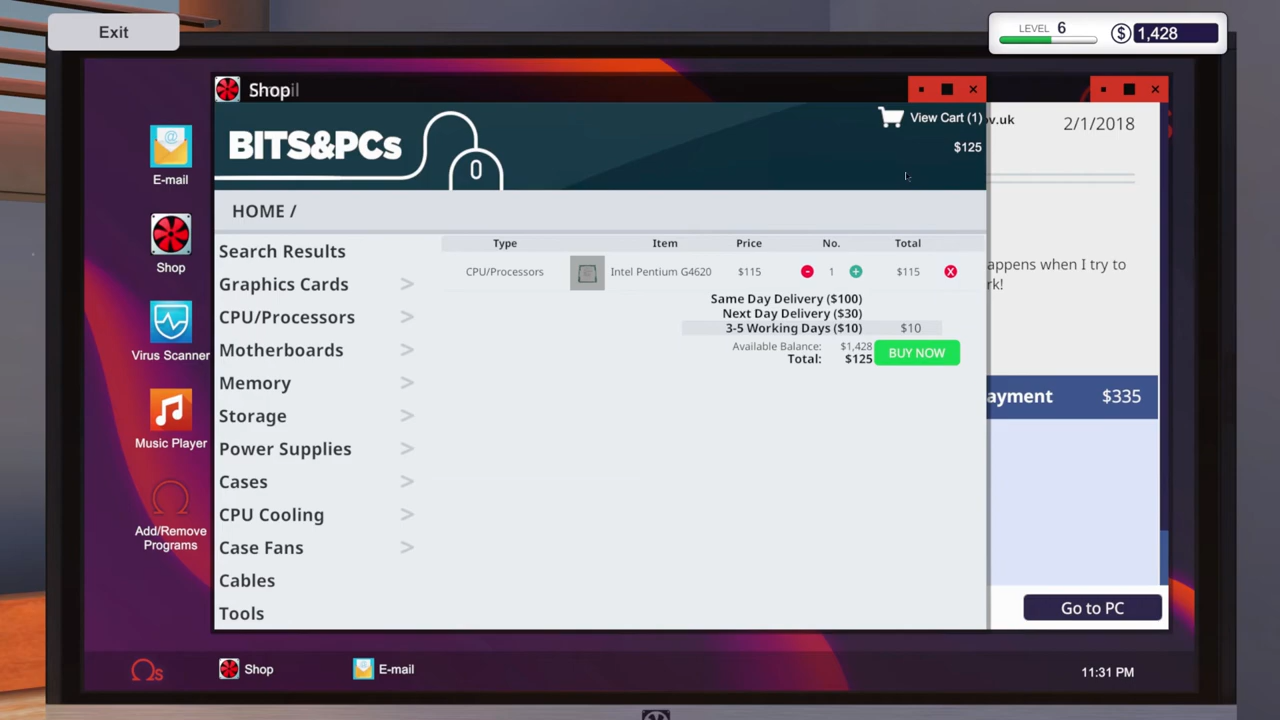 Exit
LEVEL 6
$ 1,428
Shopil
BITS&PCs
View Cart (1)
$125
ov.uk
2/1/2018
HOME /
E-mail
Shop
Virus Scanner
Music Player
Add/Remove
Programs
Search Results
Graphics Cards >
CPU/Processors >
Motherboards >
Memory >
Storage >
Power Supplies >
Cases >
CPU Cooling >
Case Fans >
Cables
Tools
Type Item Price No. Total
CPU/Processors Intel Pentium G4620 $115 - 1 + $115 x
Same Day Delivery ($100)
Next Day Delivery ($30)
3-5 Working Days ($10) $10
Available Balance: $1,428
Total: $125 BUY NOW
appens when I try to
rk!
ayment $335
Go to PC
Ωs
Shop
E-mail
11:31 PM